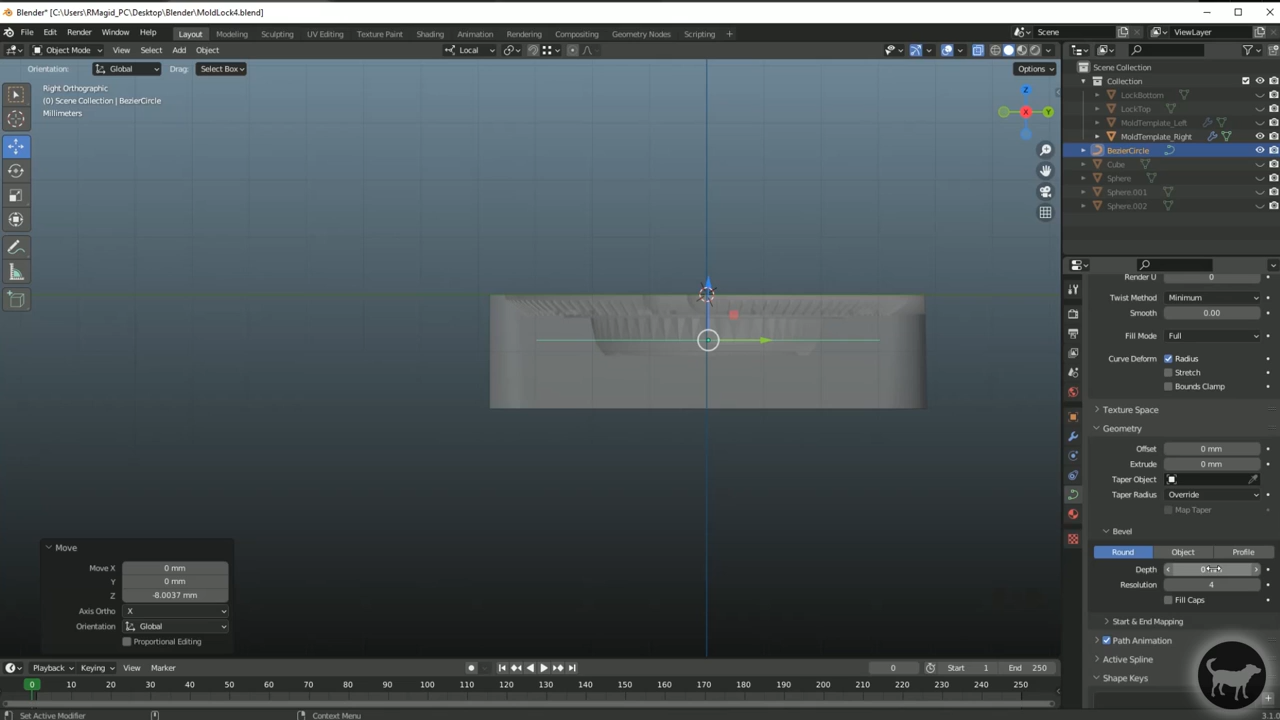 Blender* [C:\Users\RMagid_PC\Desktop\Blender\MoldLock4.blend]
File Edit Render Window Help Layout Modeling Sculpting UV Editing Texture Paint Shading Animation Rendering Compositing Geometry Nodes Scripting Scene ViewLayer
Object Mode View Select Add Object Local
Orientation: Global Drag: Select Box Options
Right Orthographic
(0) Scene Collection | BezierCircle
Millimeters
Z
X
Y
Scene Collection
Collection
LockBottom
LockTop
MoldTemplate_Left
MoldTemplate_Right
BezierCircle
Cube
Sphere
Sphere.001
Sphere.002
Render U 0
Twist Method Minimum
Smooth 0.00
Fill Mode Full
Curve Deform Radius
Stretch
Bounds Clamp
Texture Space
Geometry
Offset 0 mm
Extrude 0 mm
Taper Object
Taper Radius Override
Map Taper
Bevel
Round Object Profile
Depth
Resolution 4
Fill Caps
Start & End Mapping
Path Animation
Active Spline
Shape Keys
Move
Move X 0 mm
Y 0 mm
Z -8.0037 mm
Axis Ortho X
Orientation Global
Proportional Editing
Playback Keying View Marker 0 Start 1 End 250
0 10 20 30 40 50 60 70 80 90 100 110 120 130 140 150 160 170 180 190 200 210 220 230 240 250
Set Active Modifier Context Menu 3.1.0